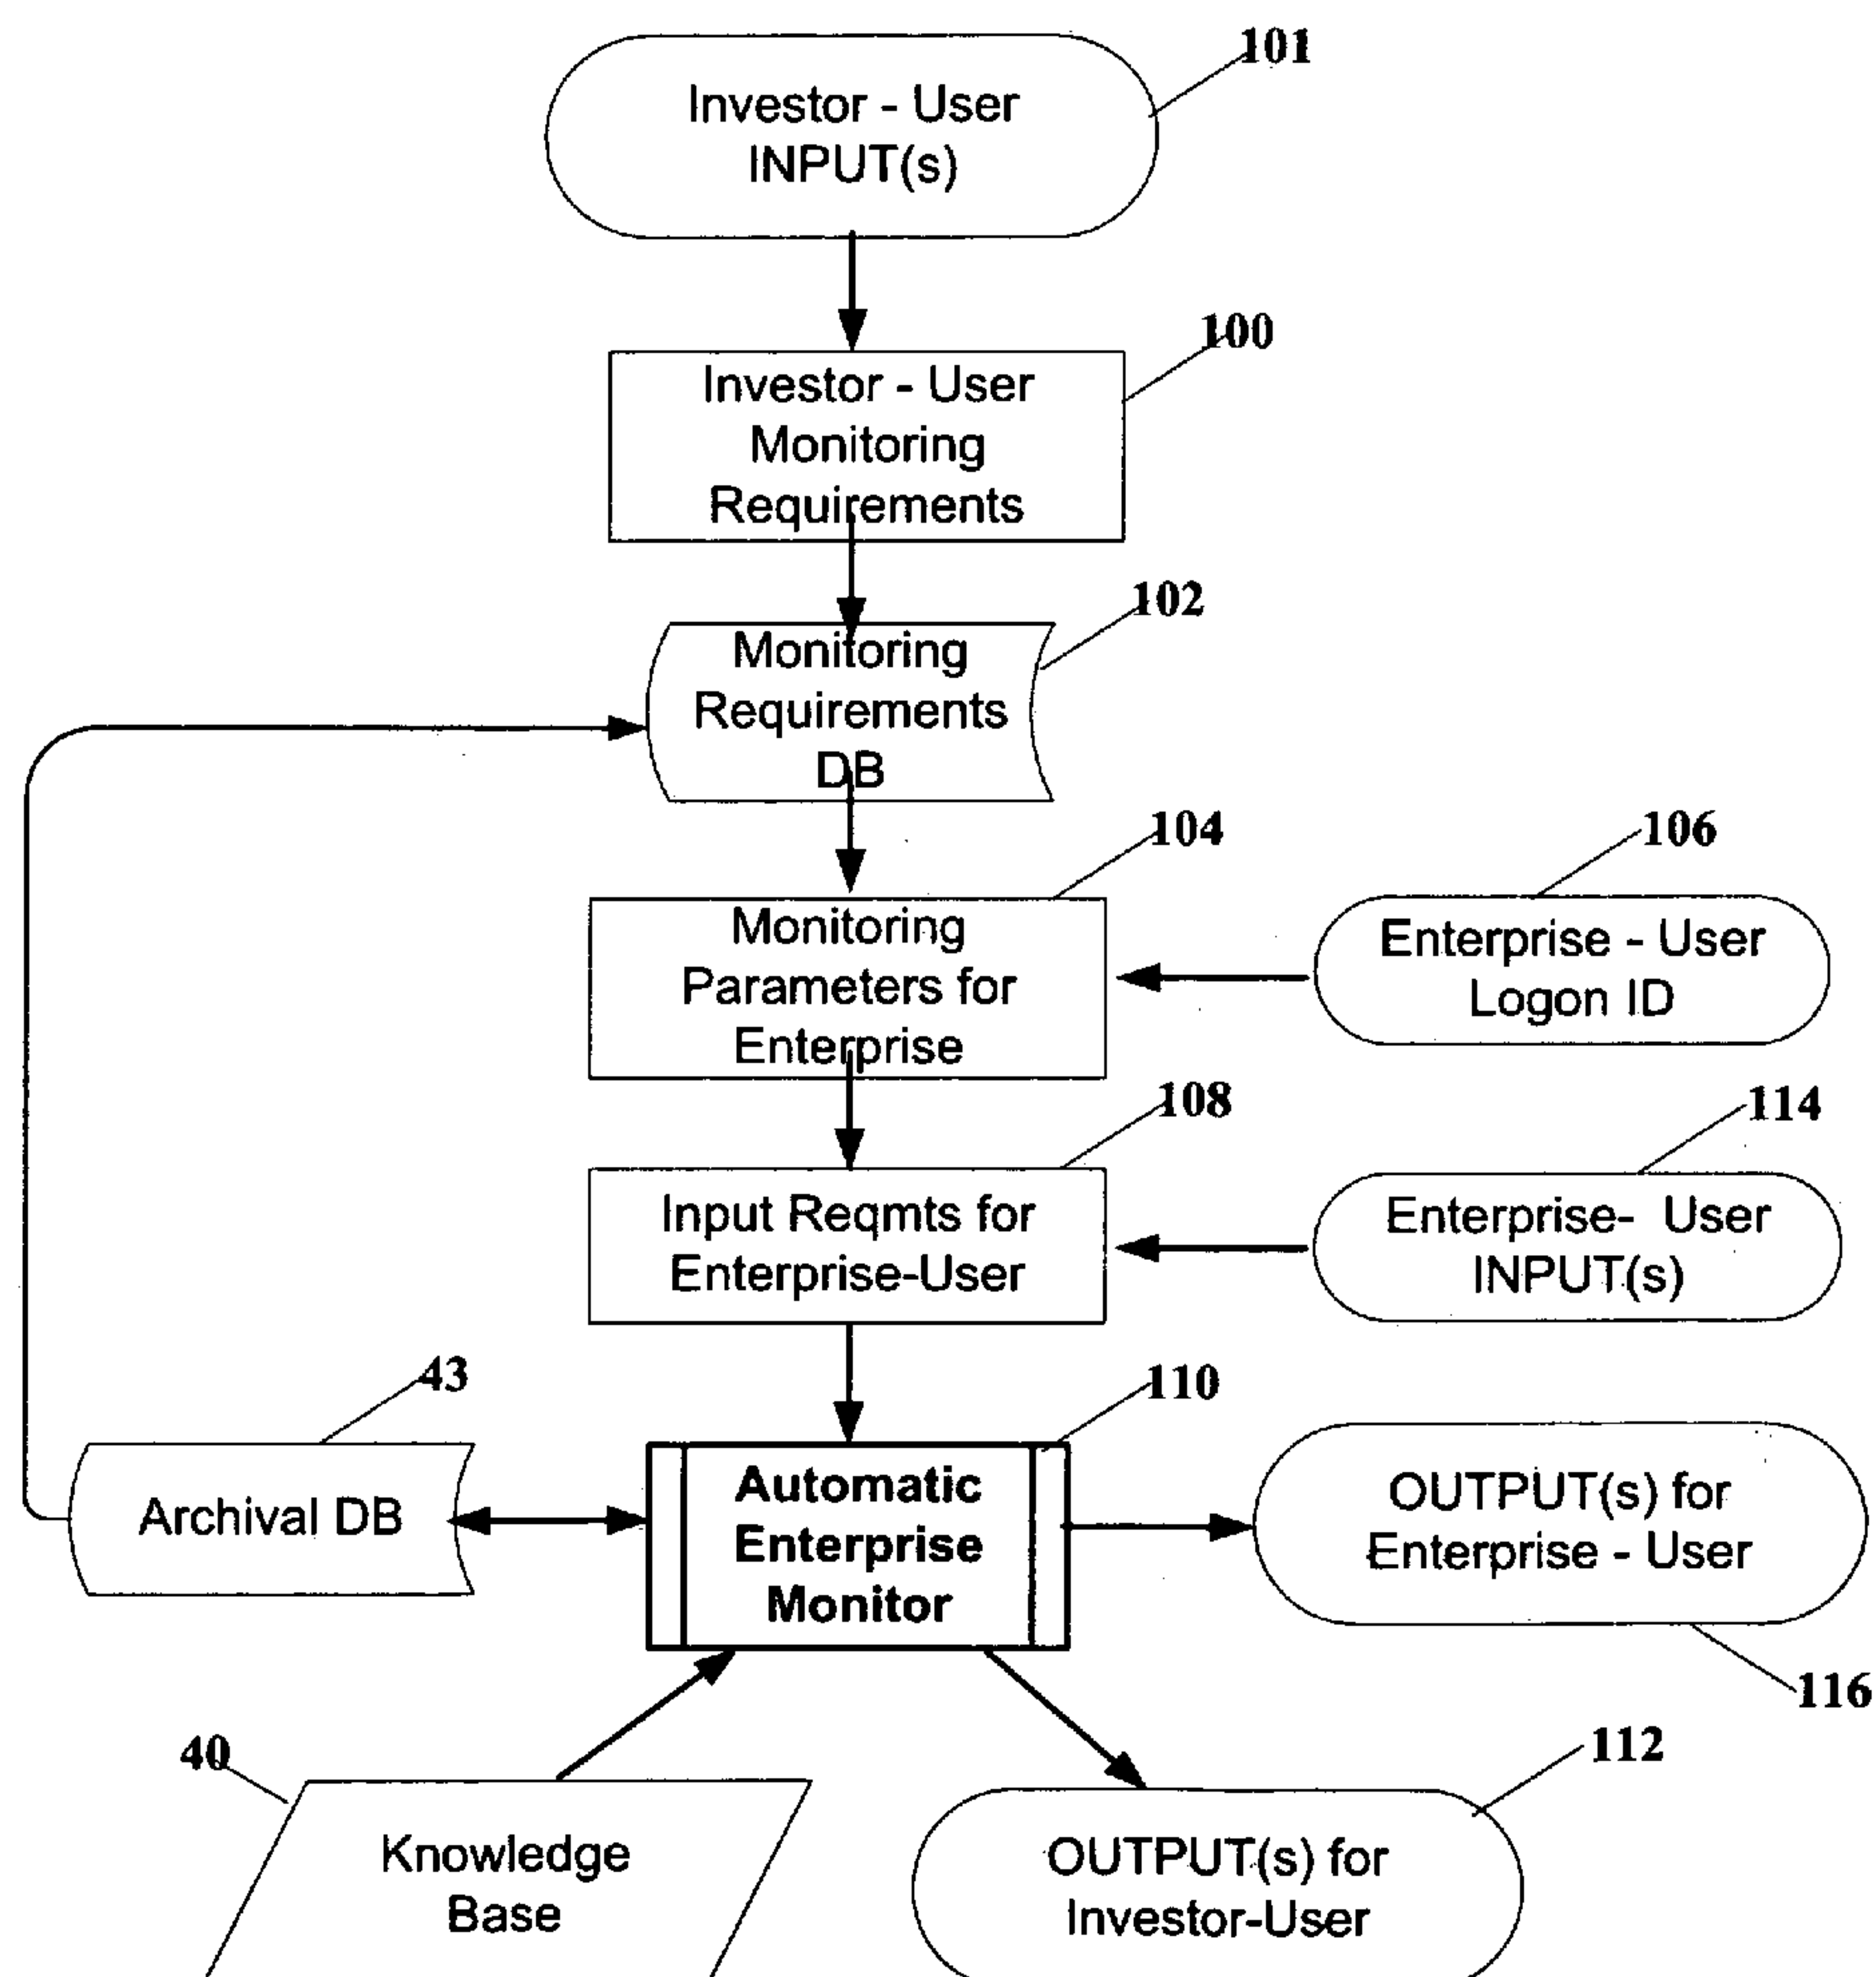 101
Investor - User
INPUT(s)
100
Investor - User
Monitoring
Requirements
102
Monitoring
Requirements
DB
104
Monitoring
Parameters for
Enterprise
106
Enterprise - User
Logon ID
108
Input Reqmts for
Enterprise-User
114
Enterprise- User
INPUT(s)
43
Archival DB
110
Automatic
Enterprise
Monitor
OUTPUT(s) for
Enterprise - User
116
40
Knowledge
Base
112
OUTPUT(s) for
Investor-User